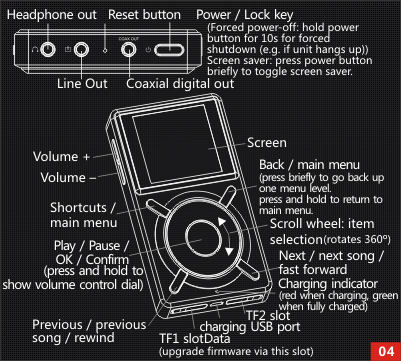 Headphone out Reset button Power / Lock key
(Forced power-off: hold power
button for 10s for forced
shutdown (e.g. if unit hangs up))
Screen saver: press power button
briefly to toggle screen saver.
COAX OUT
Line Out Coaxial digital out
Screen
Volume +
Volume –
Back / main menu
(press briefly to go back up
one menu level.
press and hold to return to
main menu.
Shortcuts /
main menu
Scroll wheel: item
selection(rotates 360º)
Play / Pause /
OK / Confirm
(press and hold to
show volume control dial)
Next / next song /
fast forward
Charging indicator
(red when charging, green
when fully charged)
TF2 slot
charging USB port
Previous / previous
song / rewind
TF1 slotData
(upgrade firmware via this slot)
04